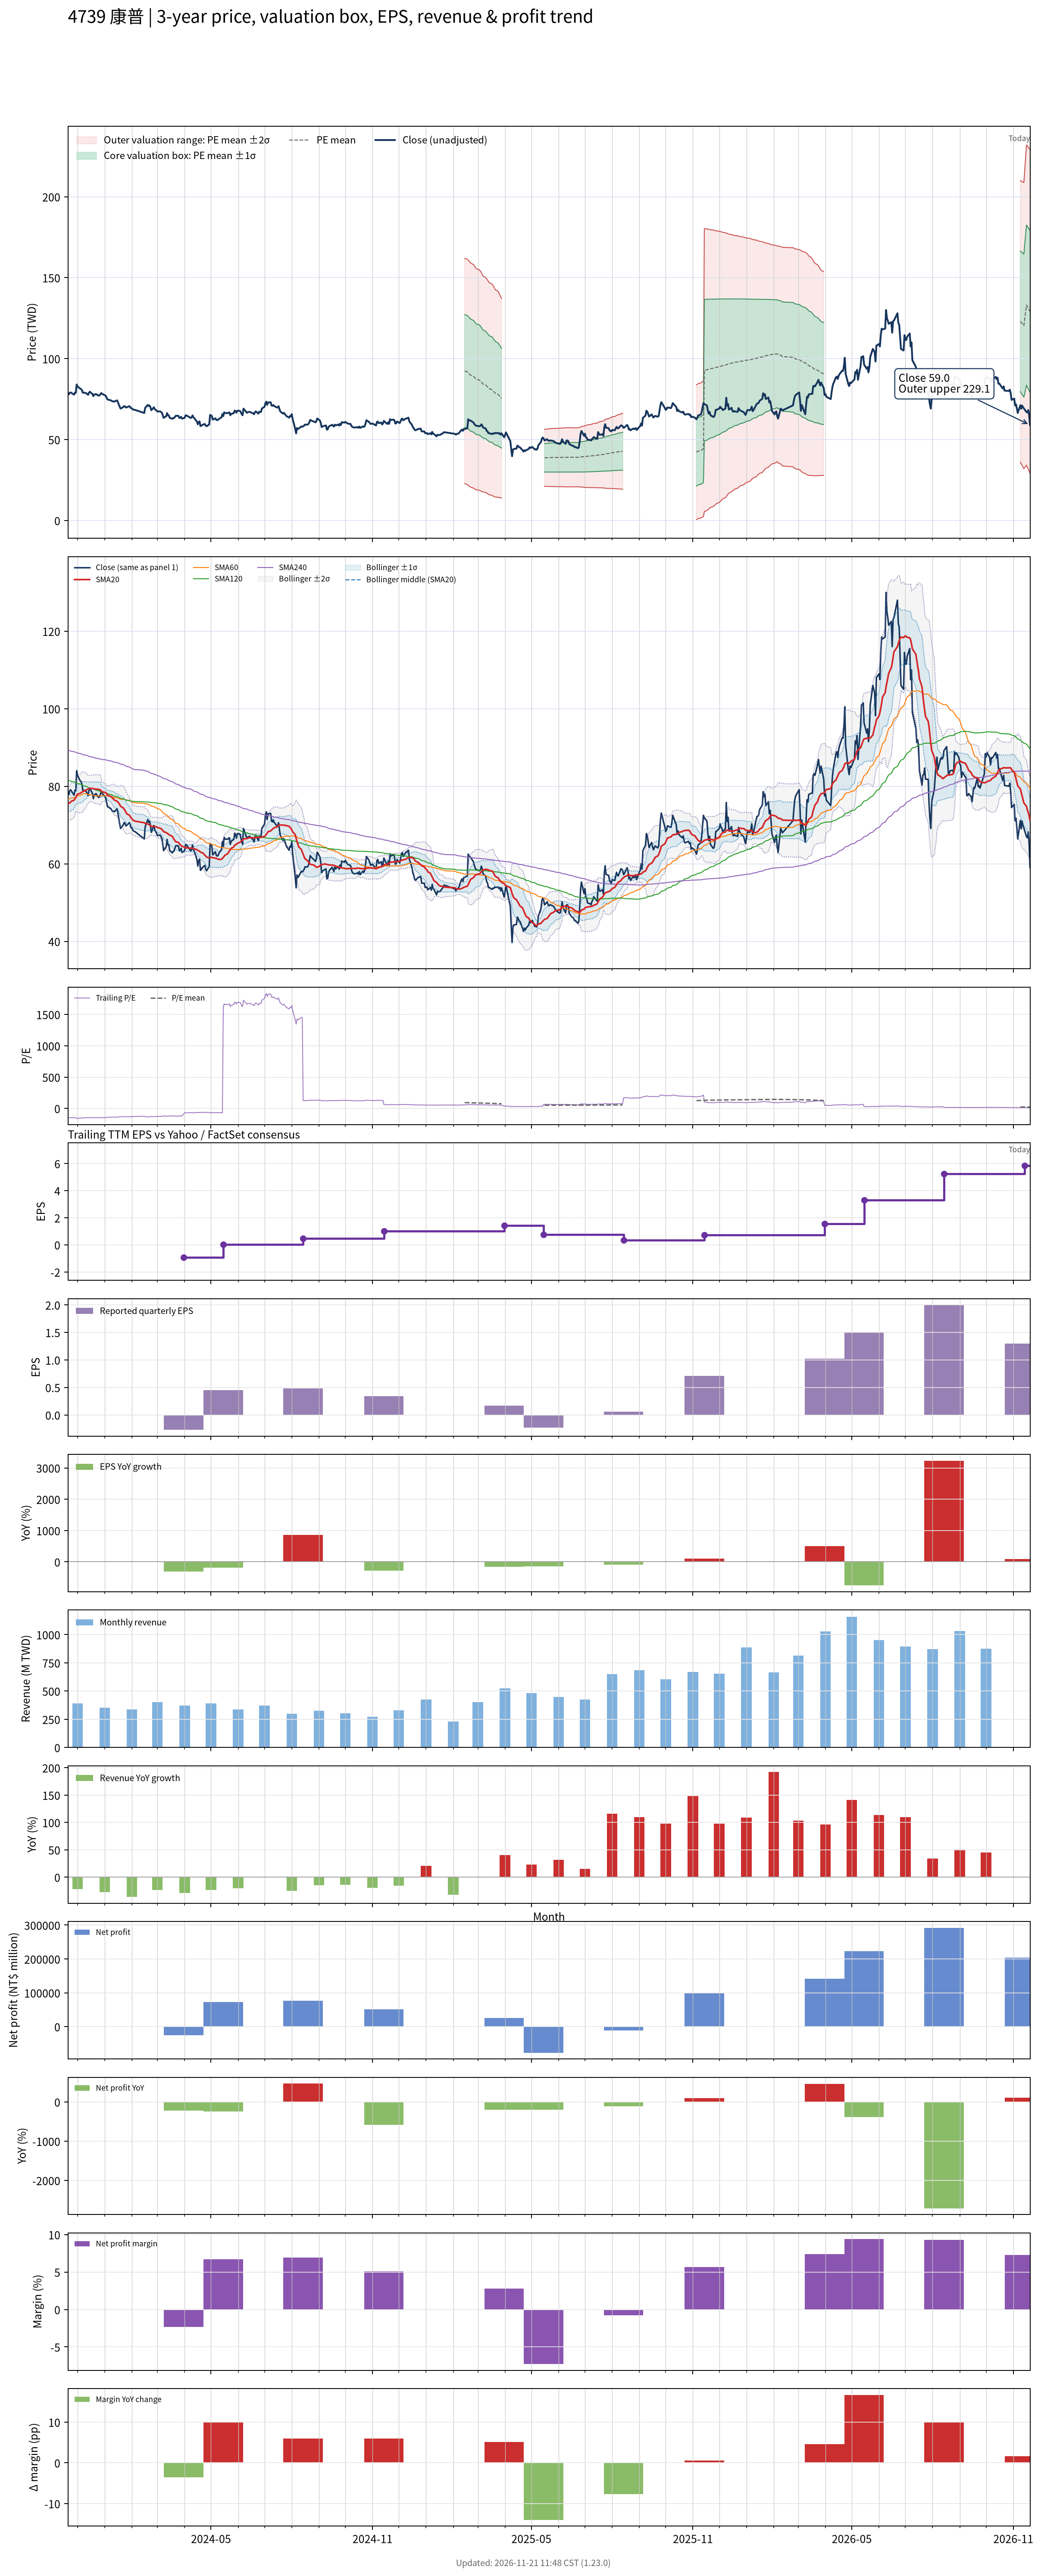 4739 康普 | 3-year price, valuation box, EPS, revenue & profit trend
Outer valuation range: PE mean ±2σ
PE mean
Close (unadjusted)
Core valuation box: PE mean ±1σ
Today
Price (TWD)
200
150
100
50
0
Close 59.0
Outer upper 229.1
Close (same as panel 1)
SMA20
SMA60
SMA120
SMA240
Bollinger ±2σ
Bollinger ±1σ
Bollinger middle (SMA20)
Price
120
100
80
60
40
Trailing P/E
P/E mean
P/E
1500
1000
500
0
Trailing TTM EPS vs Yahoo / FactSet consensus
Today
EPS
6
4
2
0
-2
Reported quarterly EPS
EPS
2.0
1.5
1.0
0.5
0.0
EPS YoY growth
YoY (%)
3000
2000
1000
0
Monthly revenue
Revenue (M TWD)
1000
750
500
250
0
Revenue YoY growth
YoY (%)
200
150
100
50
0
Month
Net profit
Net profit (NT$ million)
300000
200000
100000
0
Net profit YoY
YoY (%)
0
-1000
-2000
Net profit margin
Margin (%)
10
5
0
-5
Margin YoY change
Δ margin (pp)
10
0
-10
2024-05
2024-11
2025-05
2025-11
2026-05
2026-11
Updated: 2026-11-21 11:48 CST (1.23.0)